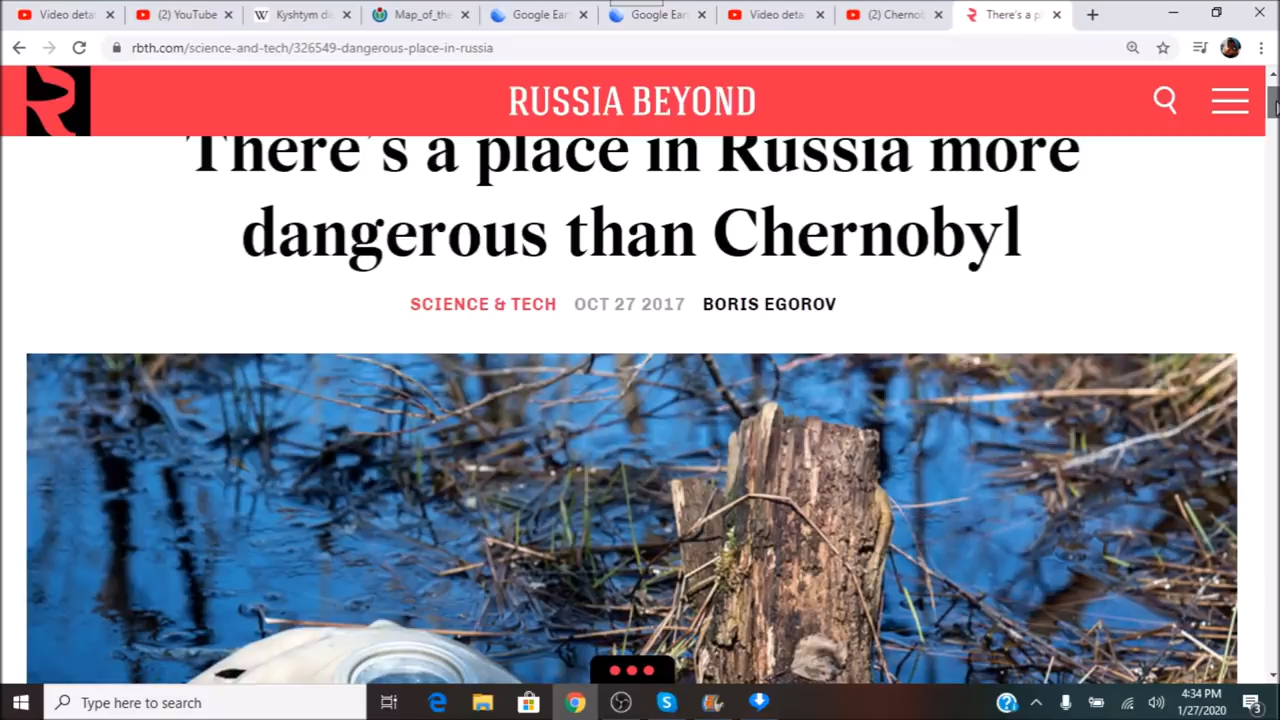 Video deta
(2) YouTube
Kyshtym di
Map_of_the
Google Ear
Google Ear
Video deta
(2) Chernob
There's a p
rbth.com/science-and-tech/326549-dangerous-place-in-russia
RUSSIA BEYOND
There's a place in Russia more
dangerous than Chernobyl
SCIENCE & TECH OCT 27 2017 BORIS EGOROV
Type here to search
4:34 PM
1/27/2020
3